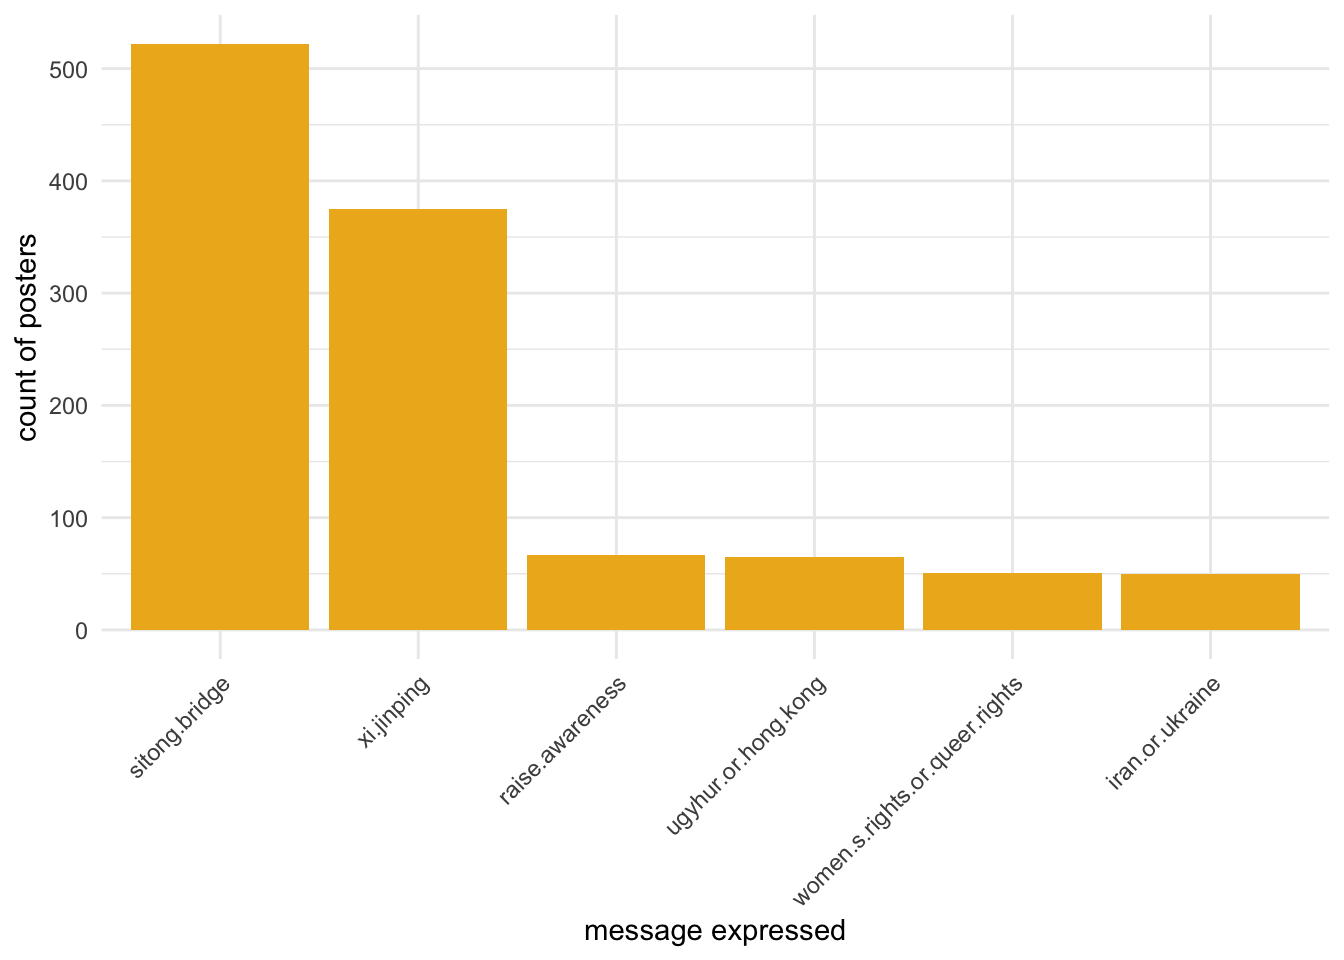 500
400
300
200
100
0
count of posters
sitong.bridge
xi.jinping
raise.awareness
ugyhur.or.hong.kong
women.s.rights.or.queer.rights
iran.or.ukraine
message expressed